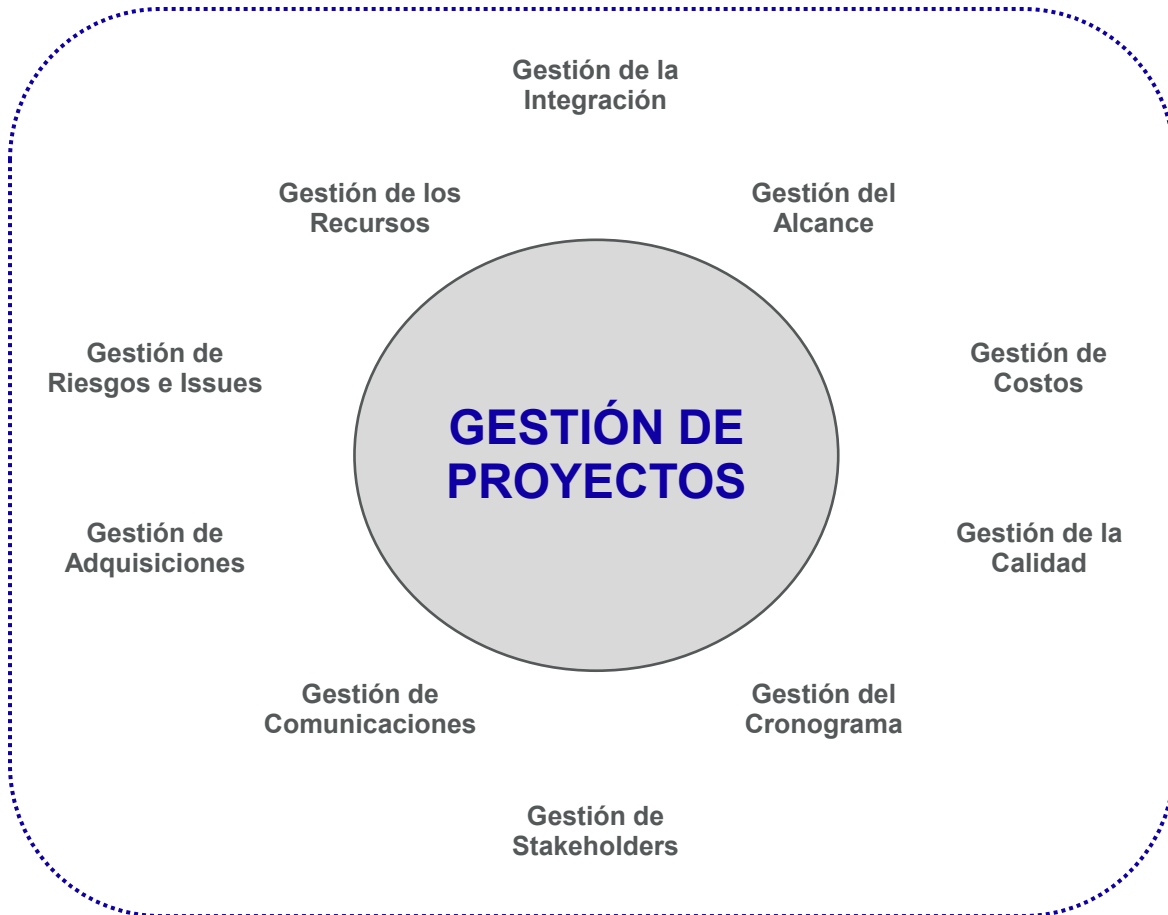 Gestión de la
Integración
Gestión de los
Recursos
Gestión del
Alcance
Gestión de
Riesgos e Issues
Gestión de
Costos
GESTIÓN DE
PROYECTOS
Gestión de
Adquisiciones
Gestión de la
Calidad
Gestión de
Comunicaciones
Gestión del
Cronograma
Gestión de
Stakeholders